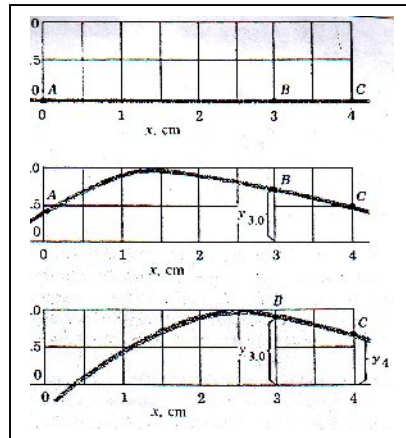 0
.5
0 A B C
0 1 2 3 4
x, cm
.0
A B C
.5
y3.0
0
0 1 2 3 4
x, cm
.0 B
C
.5 y3.0 y4
0
0 1 2 3 4
x, cm